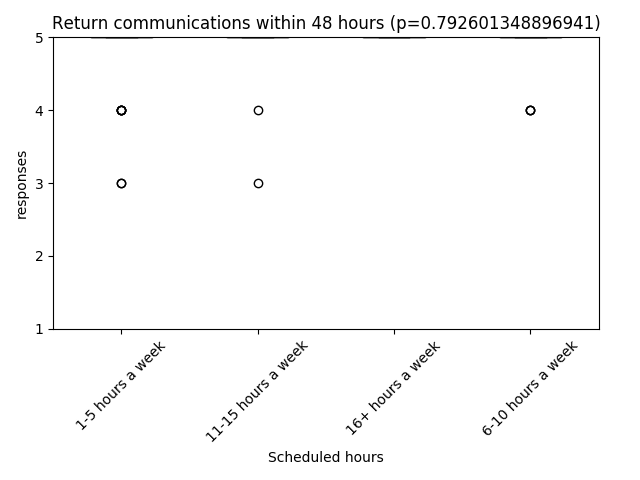 Return communications within 48 hours (p=0.792601348896941)
5
4
3
2
1
responses
1-5 hours a week
11-15 hours a week
16+ hours a week
6-10 hours a week
Scheduled hours